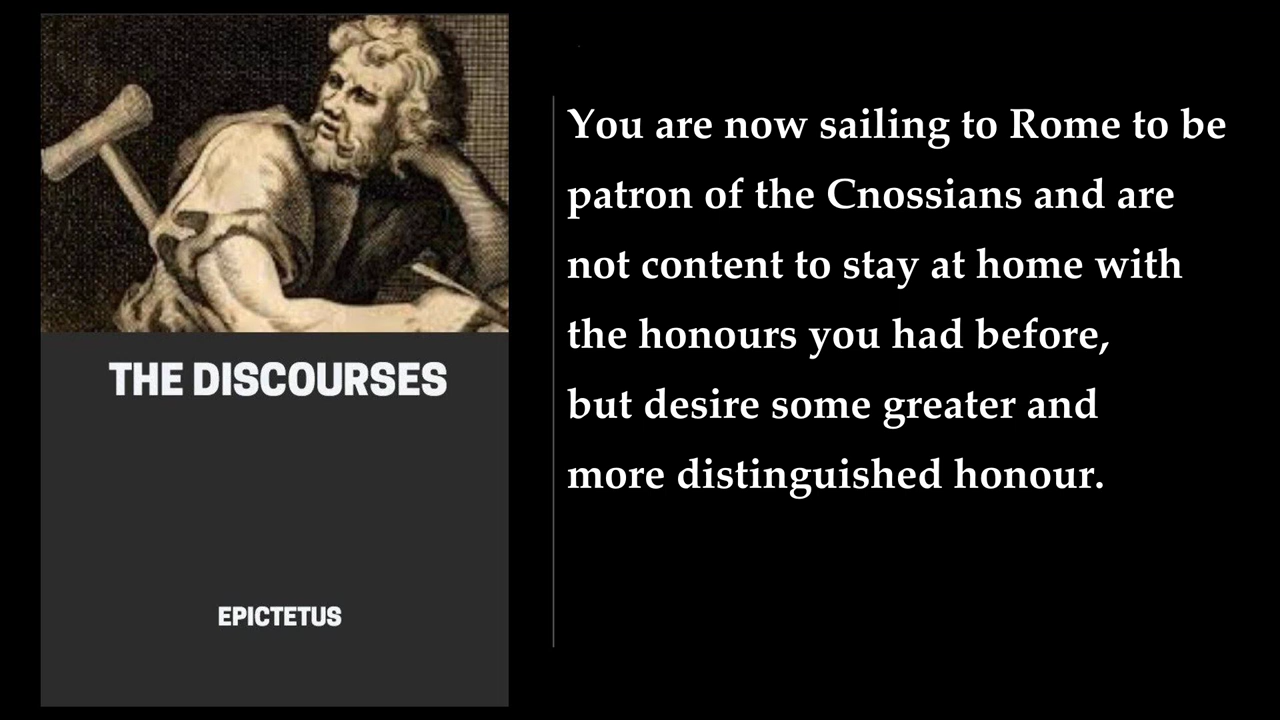 THE DISCOURSES
EPICTETUS
You are now sailing to Rome to be
patron of the Cnossians and are
not content to stay at home with
the honours you had before,
but desire some greater and
more distinguished honour.